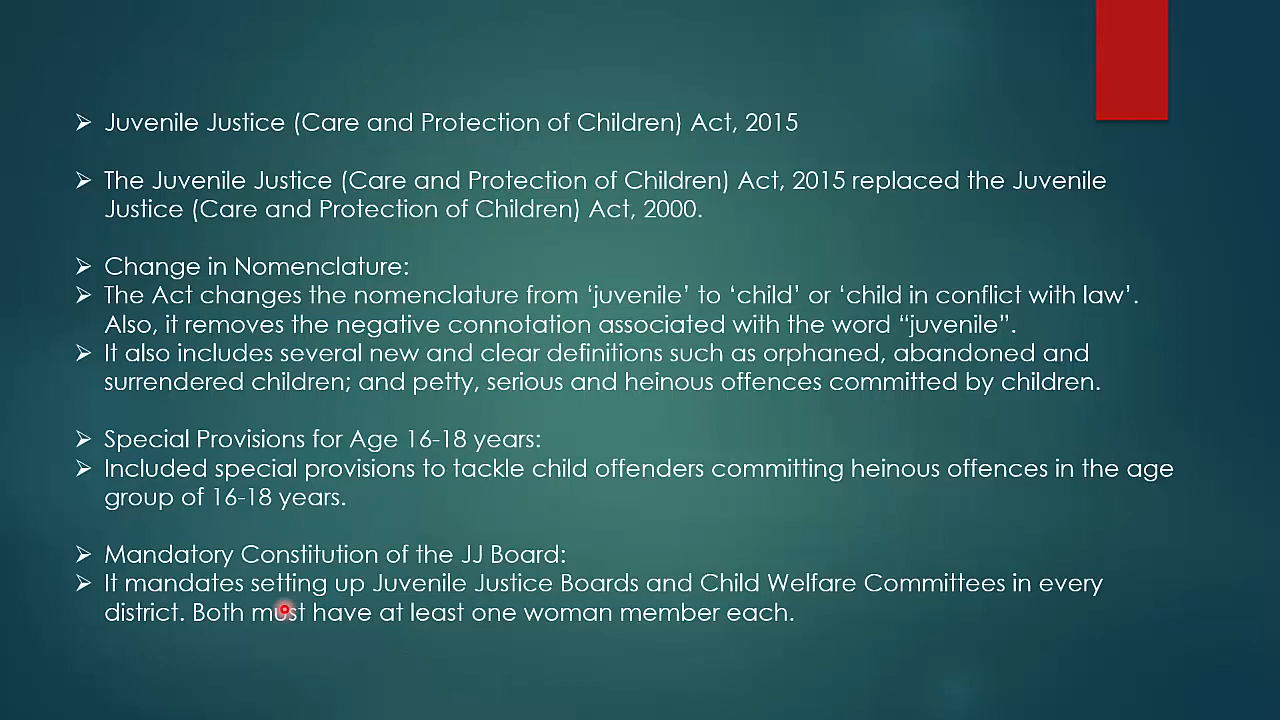 ➢ Juvenile Justice (Care and Protection of Children) Act, 2015
➢ The Juvenile Justice (Care and Protection of Children) Act, 2015 replaced the Juvenile
Justice (Care and Protection of Children) Act, 2000.
➢ Change in Nomenclature:
➢ The Act changes the nomenclature from ‘juvenile’ to ‘child’ or ‘child in conflict with law’.
Also, it removes the negative connotation associated with the word “juvenile”.
➢ It also includes several new and clear definitions such as orphaned, abandoned and
surrendered children; and petty, serious and heinous offences committed by children.
➢ Special Provisions for Age 16-18 years:
➢ Included special provisions to tackle child offenders committing heinous offences in the age
group of 16-18 years.
➢ Mandatory Constitution of the JJ Board:
➢ It mandates setting up Juvenile Justice Boards and Child Welfare Committees in every
district. Both must have at least one woman member each.